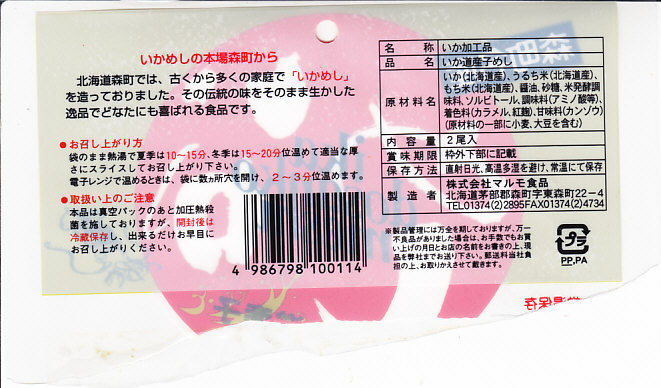 いかめしの本場森町から
北海道森町では、古くから多くの家庭で「いかめし」
を造っておりました。その伝統の味をそのまま生かした
逸品でどなたにも喜ばれる食品です。
●お召し上がり方
袋のまま熱湯で夏季は10～15分、冬季は15～20分位温めて適当な厚
さにスライスしてお召し上がり下さい。
電子レンジで温めるときは、袋に数ヵ所穴を開け、2～3分位温めます。
●取扱い上のご注意
本品は真空パックのあと加圧熱殺
菌を施しておりますが、開封後は
冷蔵保存し、出来るだけお早目に
お召し上がりください。
4 986798 100114
名称 いか加工品
品名 いか道産子めし
原材料名 いか(北海道産)、うるち米(北海道産)、
もち米(北海道産)、醤油、砂糖、米発酵調
味料、ソルビトール、調味料(アミノ酸等)、
着色料(カラメル、紅麹)、甘味料(カンゾウ)
(原材料の一部に小麦、大豆を含む)
内容量 2尾入
賞味期限 枠外下部に記載
保存方法 直射日光、高温多湿を避け、常温にて保存
製造者 株式会社マルモ食品
北海道茅部郡森町字東森町22－4
TEL01374(2)2895FAX01374(2)4734
※製品管理には万全を期しておりますが、万一
不良品がありました場合は、お手数でもお買
い上げの月日とお店の名前をお書きの上、現
品を弊社までお送り下さい。郵送料当社負
担の上、お取りかえさせて戴きます。
プラ
PP,PA